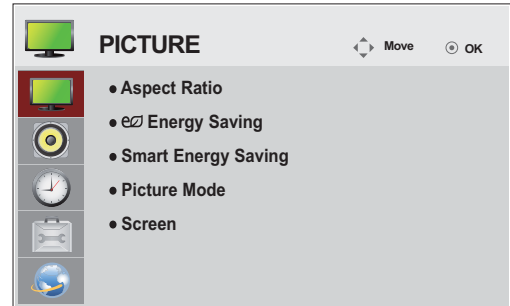 PICTURE
Move
OK
● Aspect Ratio
● e Energy Saving
● Smart Energy Saving
● Picture Mode
● Screen